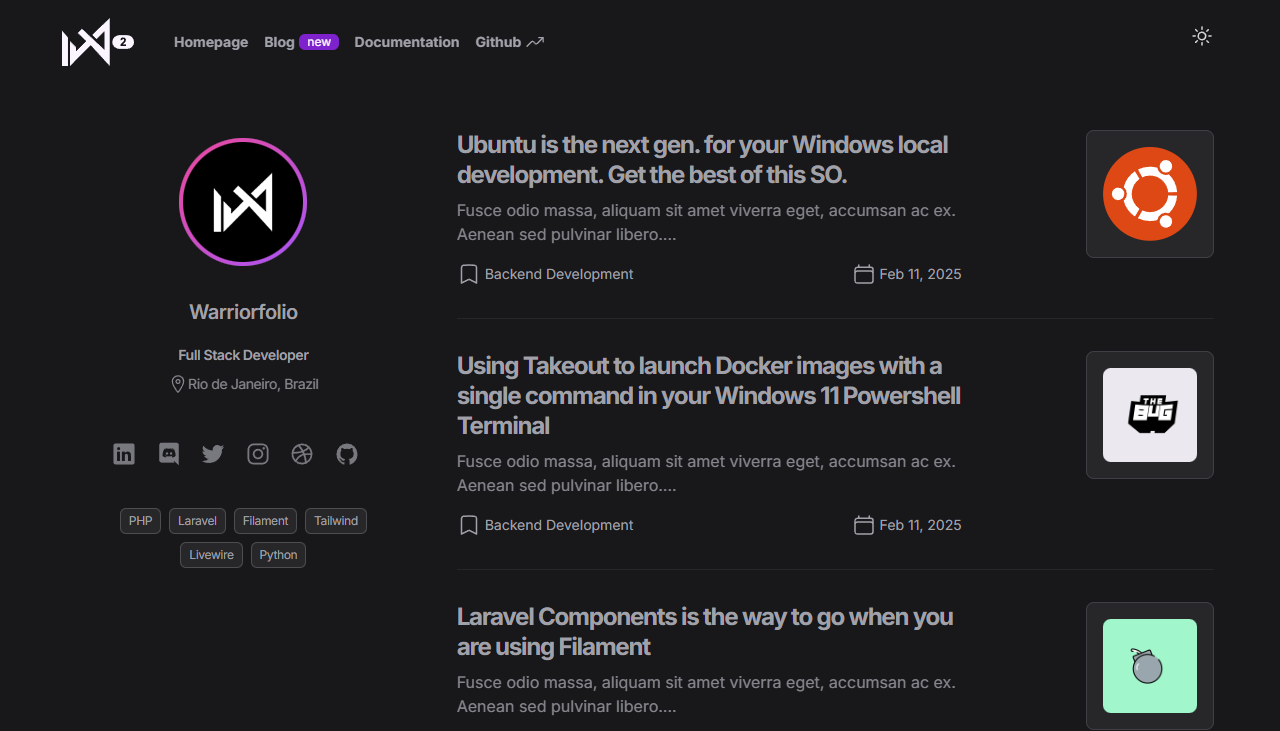 2
Homepage Blog new Documentation Github
Warriorfolio
Full Stack Developer
Rio de Janeiro, Brazil
PHP Laravel Filament Tailwind
Livewire Python
Ubuntu is the next gen. for your Windows local
development. Get the best of this SO.
Fusce odio massa, aliquam sit amet viverra eget, accumsan ac ex.
Aenean sed pulvinar libero....
Backend Development Feb 11, 2025
Using Takeout to launch Docker images with a
single command in your Windows 11 Powershell
Terminal
Fusce odio massa, aliquam sit amet viverra eget, accumsan ac ex.
Aenean sed pulvinar libero....
Backend Development Feb 11, 2025
THE
BUG
Laravel Components is the way to go when you
are using Filament
Fusce odio massa, aliquam sit amet viverra eget, accumsan ac ex.
Aenean sed pulvinar libero....